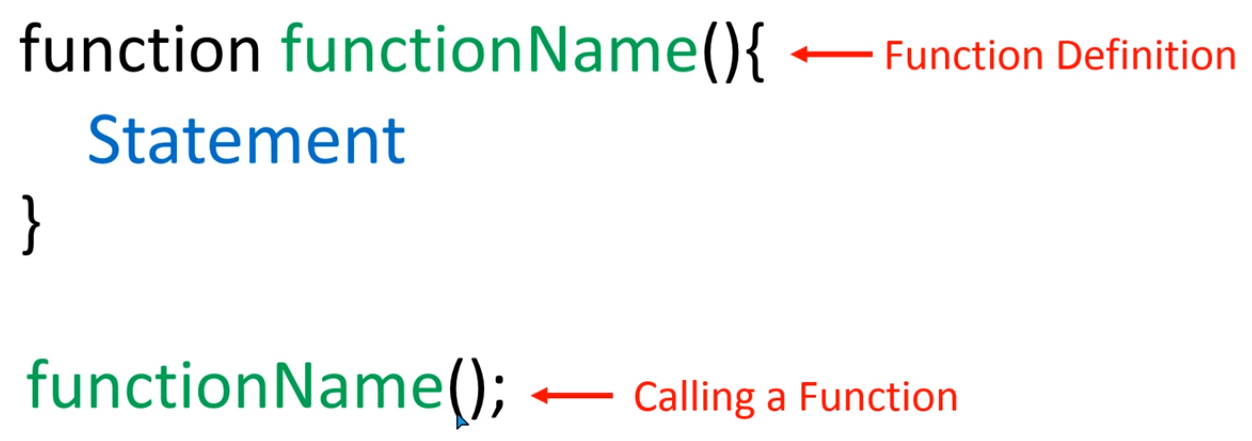 function functionName(){ Function Definition
Statement
}
functionName(); Calling a Function